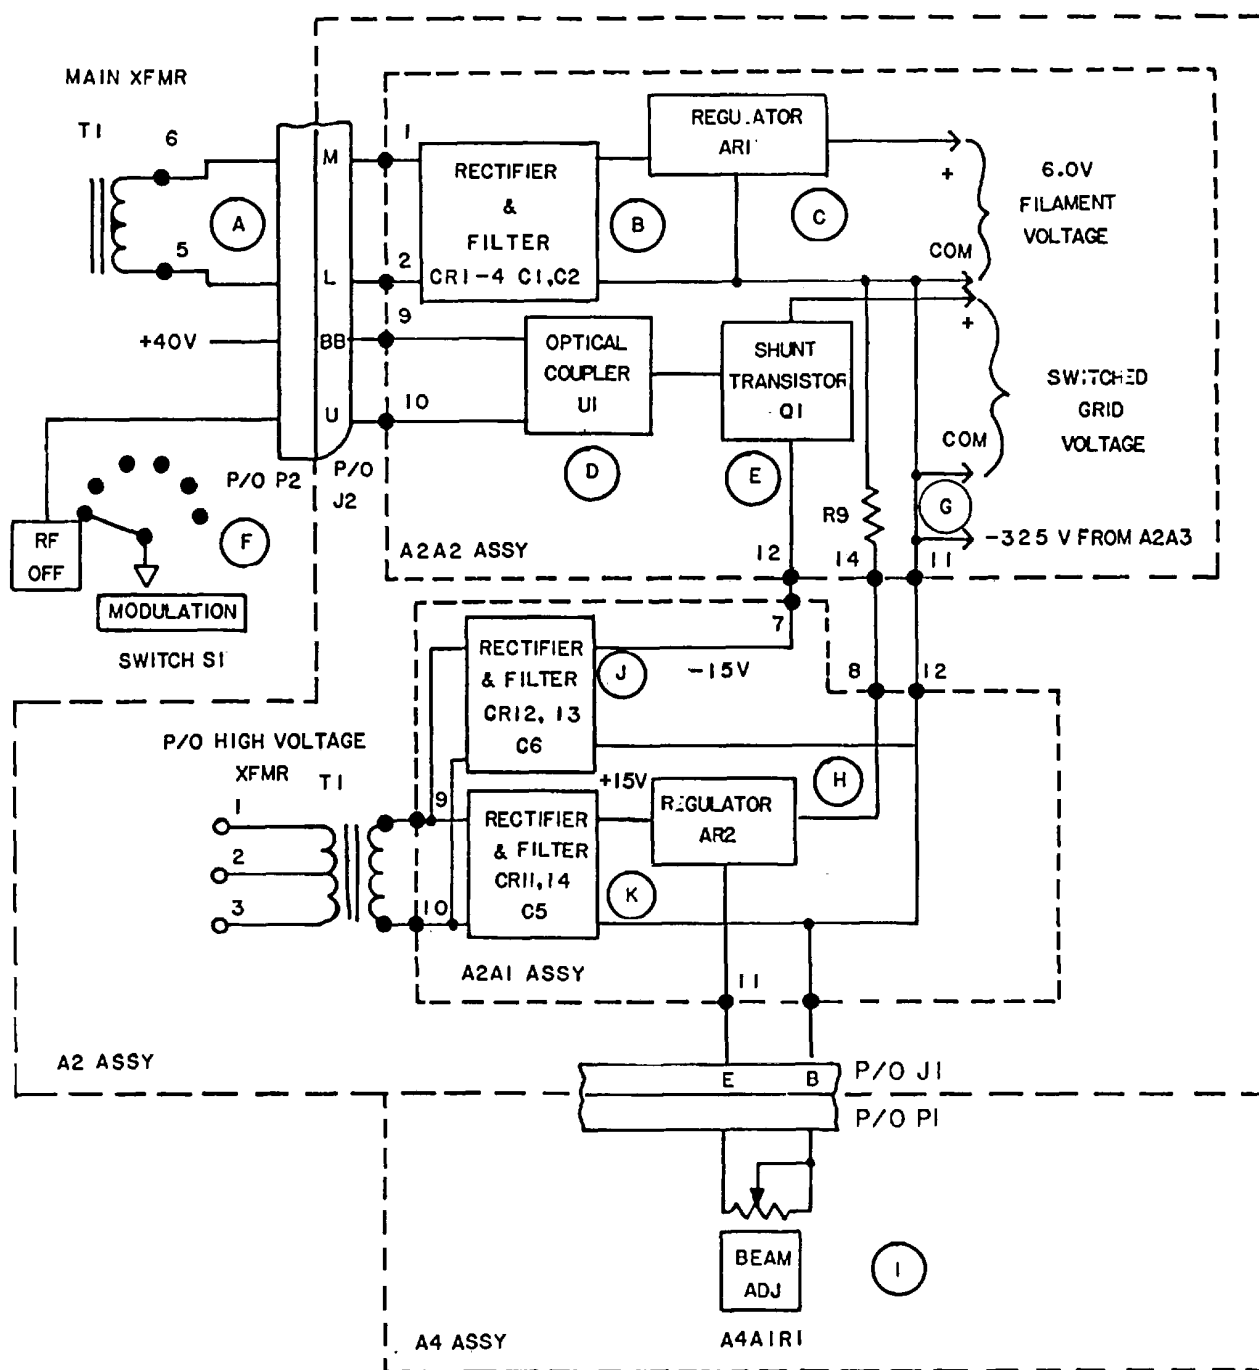 MAIN XFMR
T1
6
5
A
+40V
M
L
BB
U
P/O P2
P/O
J2
RF
OFF
F
MODULATION
SWITCH S1
1
2
9
10
RECTIFIER
&
FILTER
CR1-4 C1,C2
REGULATOR
AR1
B
C
+
COM
6.0V
FILAMENT
VOLTAGE
OPTICAL
COUPLER
U1
D
SHUNT
TRANSISTOR
Q1
E
+
COM
SWITCHED
GRID
VOLTAGE
R9
G
-325 V FROM A2A3
A2A2 ASSY
12
14
11
7
8
12
RECTIFIER
& FILTER
CR12, 13
C6
J
-15V
P/O HIGH VOLTAGE
XFMR
T1
1
2
3
9
10
RECTIFIER
& FILTER
CR11,14
C5
+15V
REGULATOR
AR2
H
K
A2A1 ASSY
11
A2 ASSY
E
B
P/O J1
P/O P1
BEAM
ADJ
I
A4 ASSY
A4A1R1